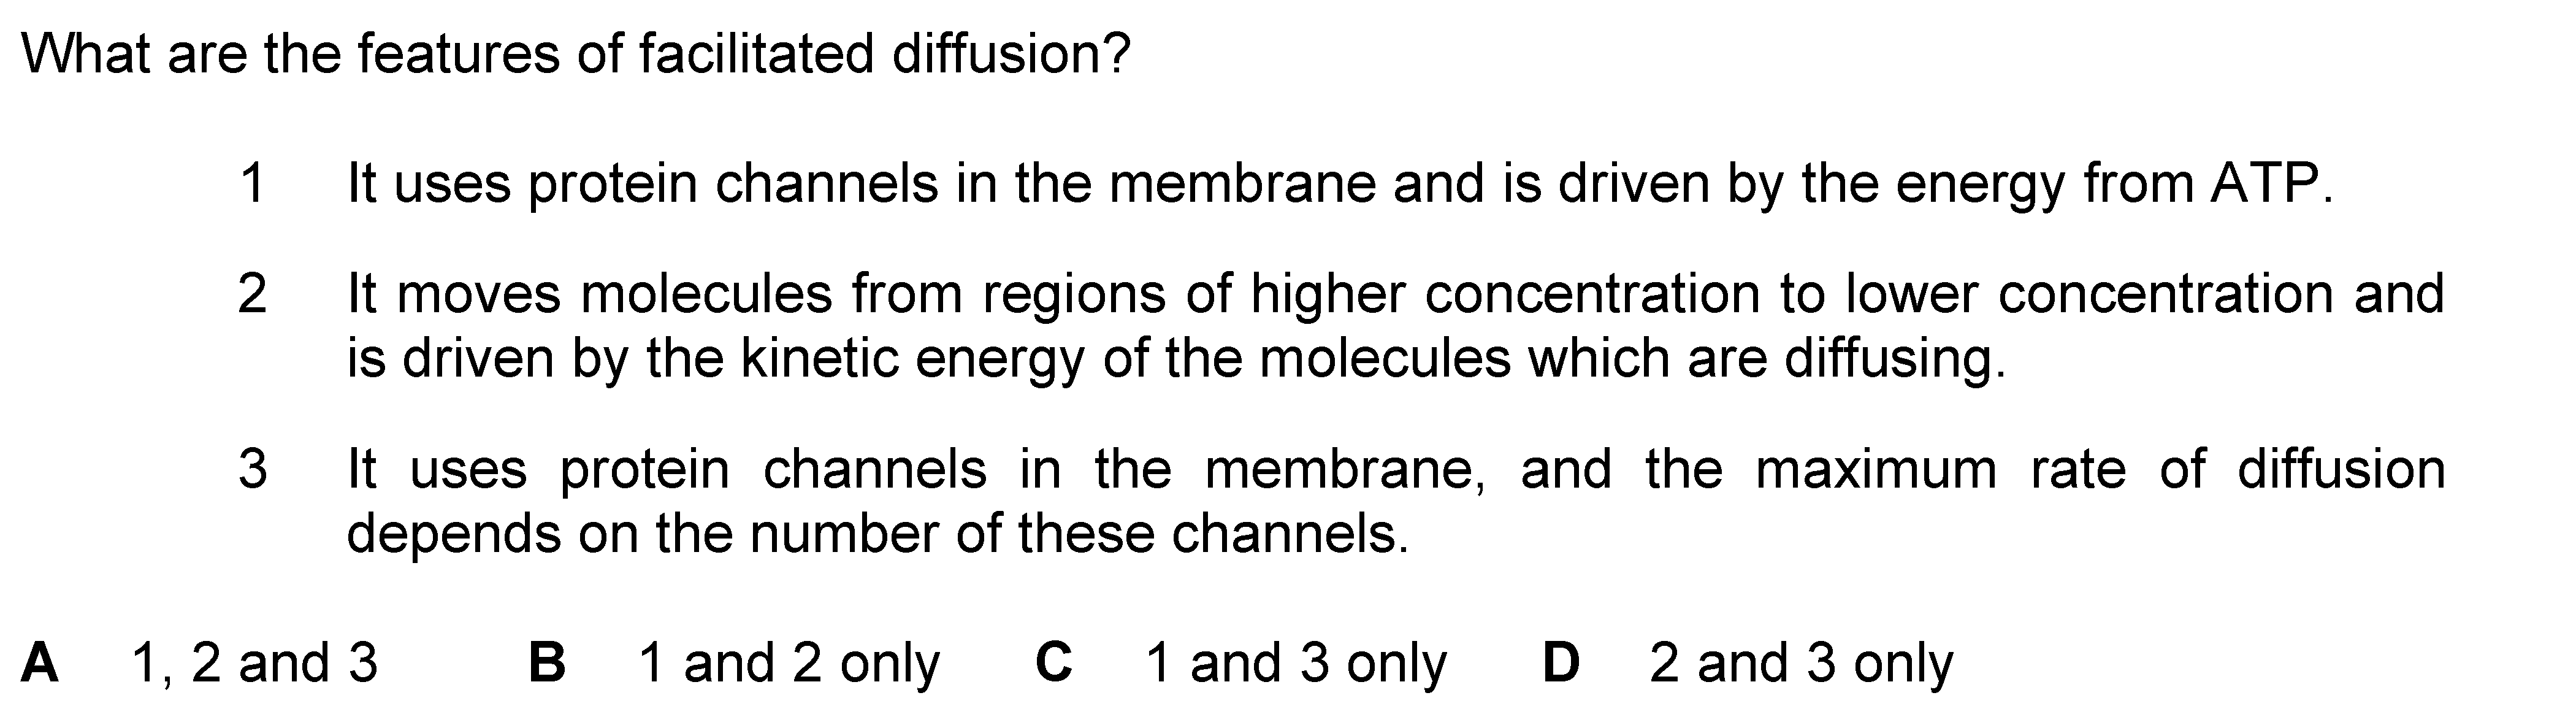 What are the features of facilitated diffusion?
1 It uses protein channels in the membrane and is driven by the energy from ATP.
2 It moves molecules from regions of higher concentration to lower concentration and
is driven by the kinetic energy of the molecules which are diffusing.
3 It uses protein channels in the membrane, and the maximum rate of diffusion
depends on the number of these channels.
A 1, 2 and 3 B 1 and 2 only C 1 and 3 only D 2 and 3 only